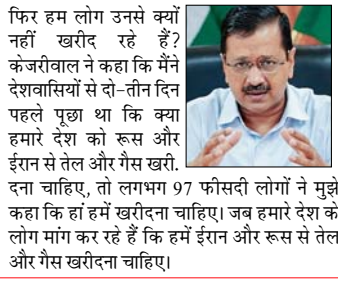 फिर हम लोग उनसे क्यों
नहीं खरीद रहे हैं?
केजरीवाल ने कहा कि मैंने
देशवासियों से दो-तीन दिन
पहले पूछा था कि क्या
हमारे देश को रूस और
ईरान से तेल और गैस खरी.
दना चाहिए, तो लगभग 97 फीसदी लोगों ने मुझे
कहा कि हां हमें खरीदना चाहिए। जब हमारे देश के
लोग मांग कर रहे हैं कि हमें ईरान और रूस से तेल
और गैस खरीदना चाहिए।